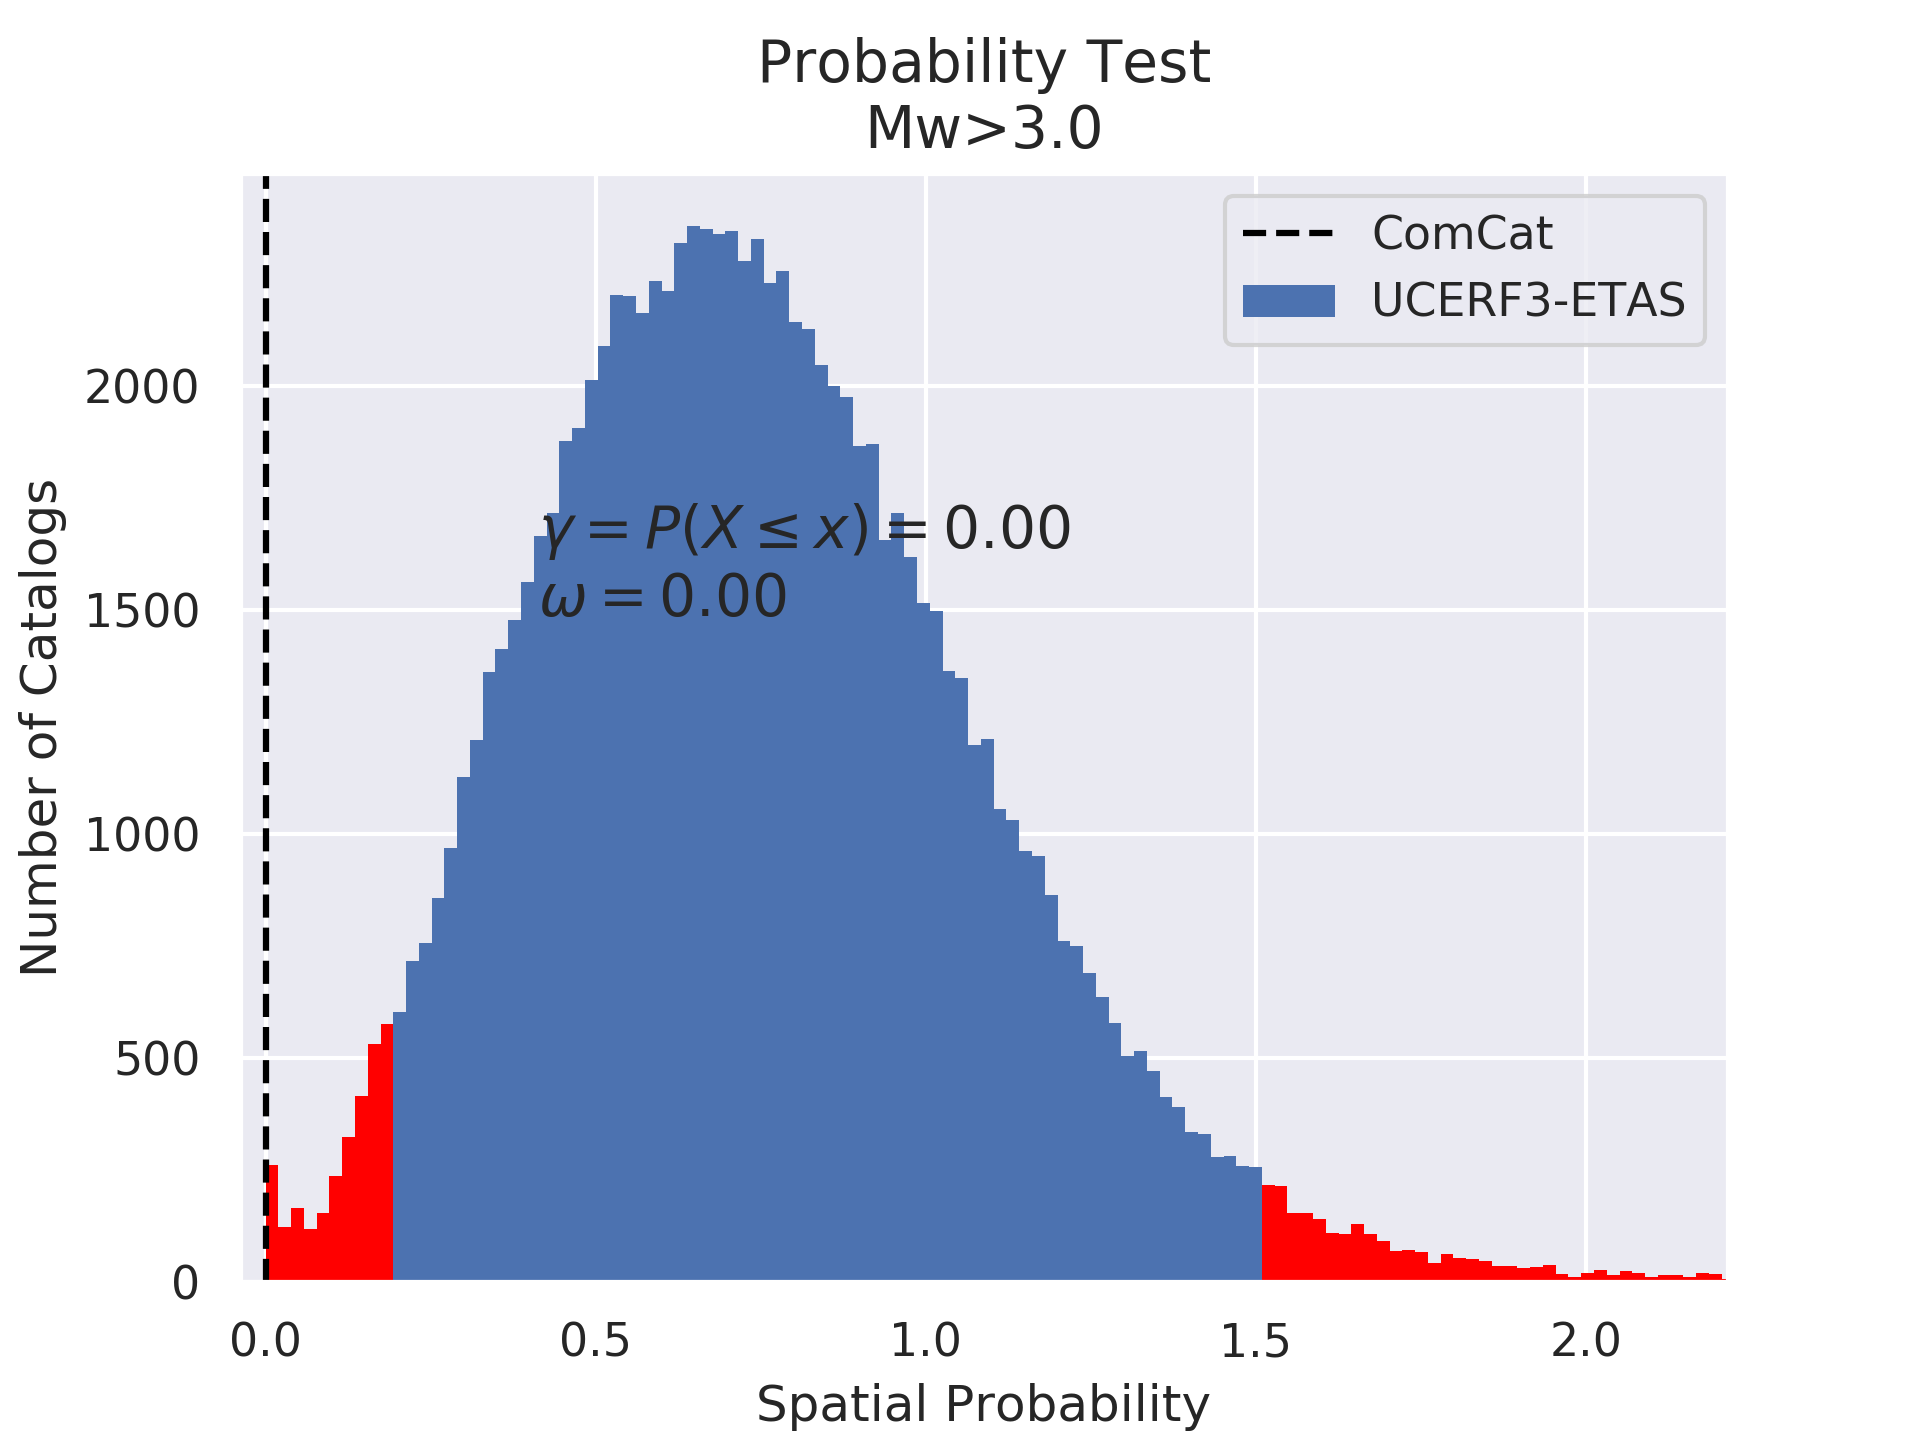 Probability Test
Mw>3.0
ComCat
UCERF3-ETAS
2000
1500
1000
500
0
Number of Catalogs
γ = P(X ≤ x) = 0.00
ω = 0.00
0.0 0.5 1.0 1.5 2.0
Spatial Probability